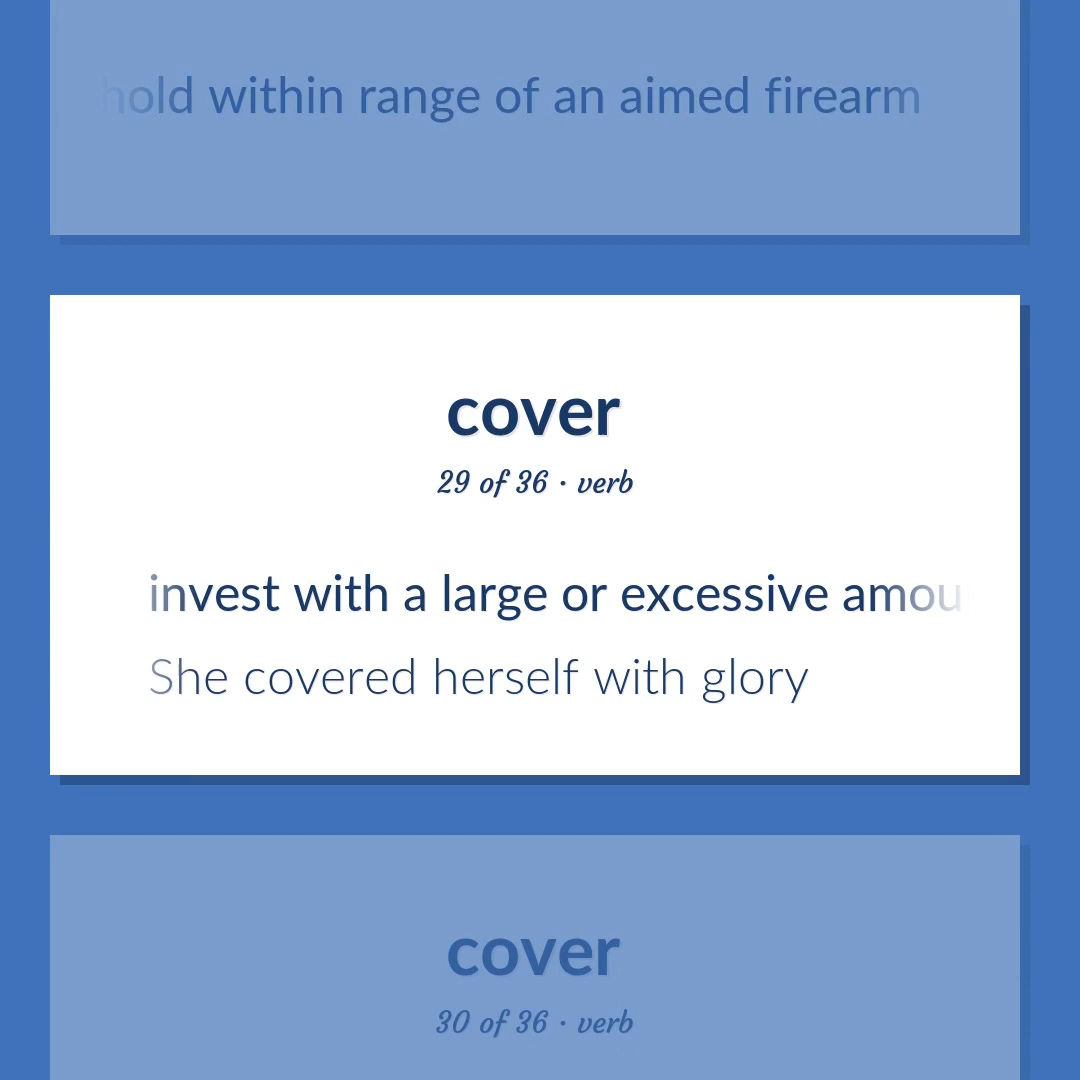 hold within range of an aimed firearm
cover
29 of 36 · verb
invest with a large or excessive amou
She covered herself with glory
cover
30 of 36 · verb